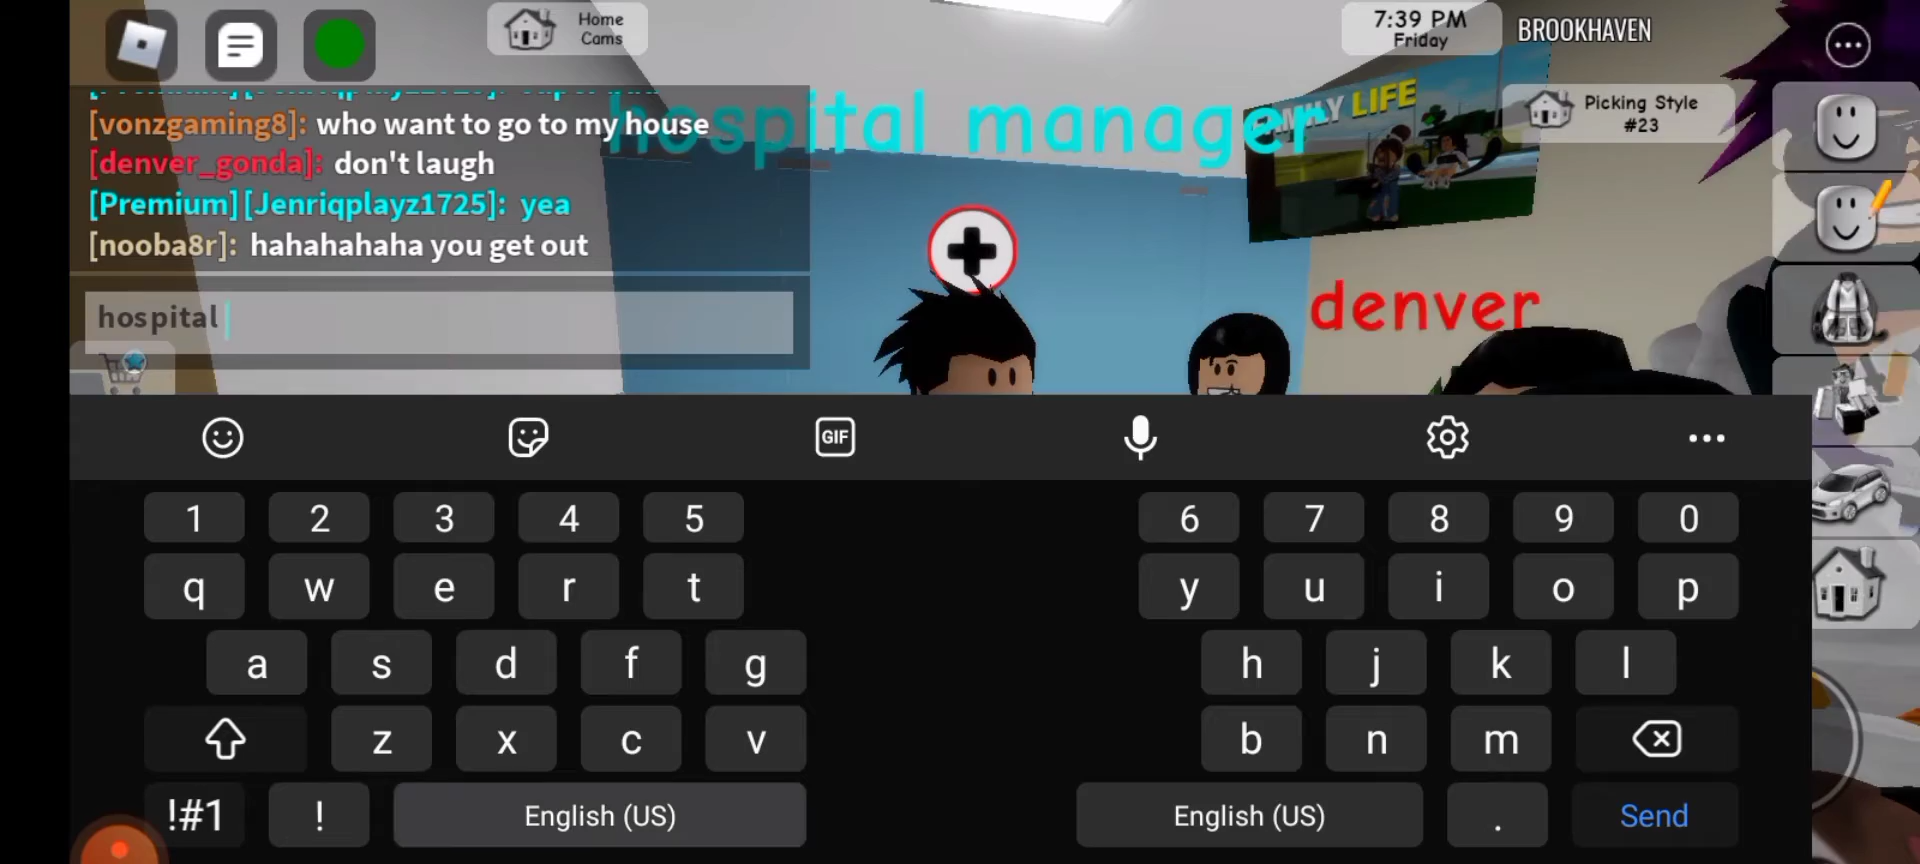 Home
Cams
7:39 PM
Friday
BROOKHAVEN
[vonzgaming8]: who want to go to my house
[denver_gonda]: don't laugh
[Premium][Jenriqplayz1725]: yea
[nooba8r]: hahahahaha you get out
hospital
hospital manager
LIFE
Picking Style
#23
denver
GIF
1 2 3 4 5 6 7 8 9 0
q w e r t y u i o p
a s d f g h j k l
z x c v b n m
!#1 ! English (US) English (US) . Send